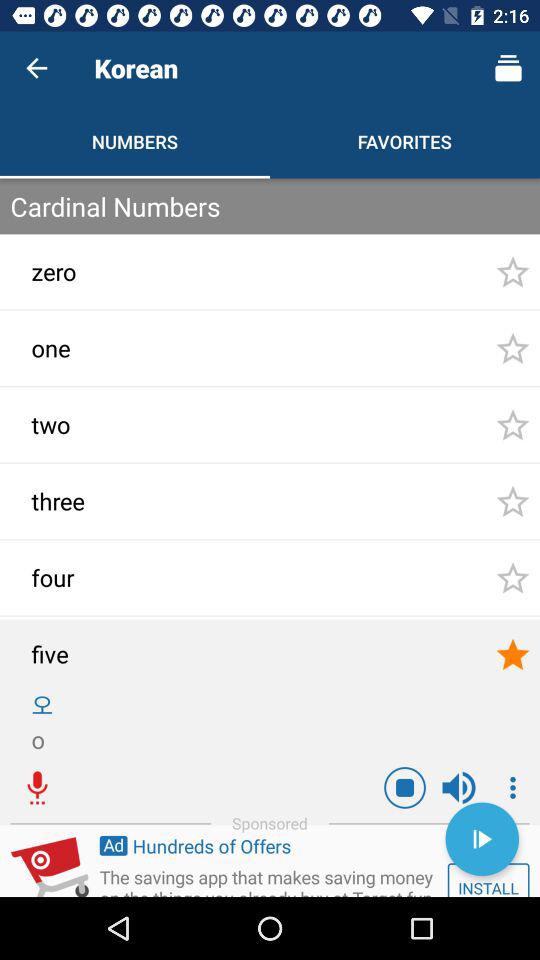 2:16
Korean
NUMBERS
FAVORITES
Cardinal Numbers
zero
one
two
three
four
five
오
o
Sponsored
Ad Hundreds of Offers
The savings app that makes saving money
INSTALL